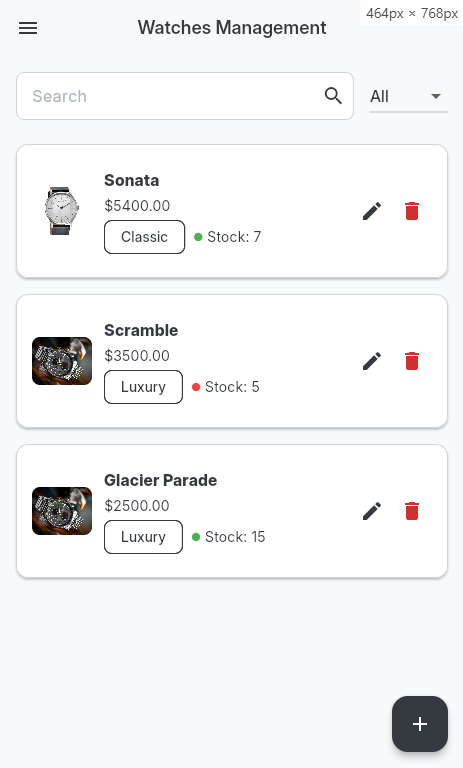 464px × 768px
Watches Management
Search
All
Sonata
$5400.00
Classic
Stock: 7
Scramble
$3500.00
Luxury
Stock: 5
Glacier Parade
$2500.00
Luxury
Stock: 15